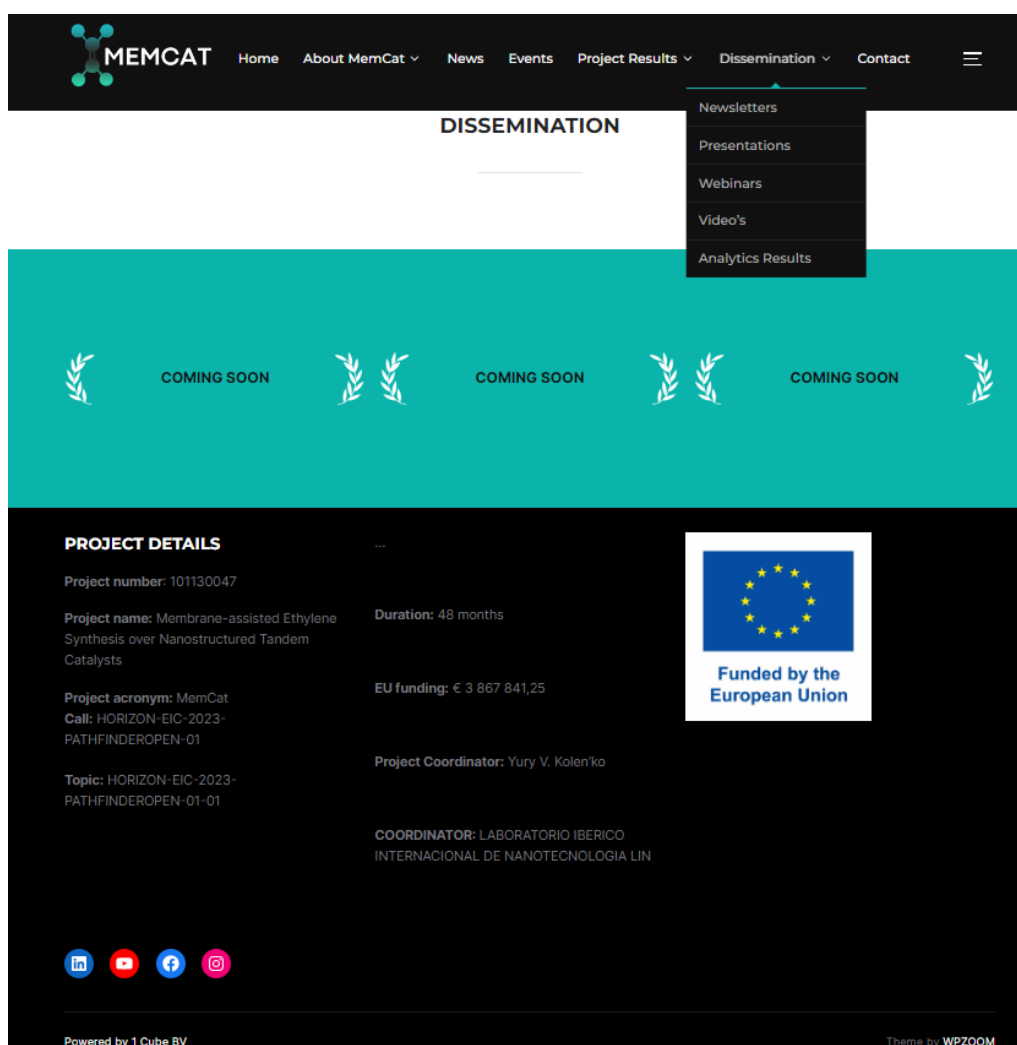 MEMCAT Home About MemCat News Events Project Results Dissemination Contact
DISSEMINATION
Newsletters
Presentations
Webinars
Video's
Analytics Results
COMING SOON COMING SOON COMING SOON
PROJECT DETAILS
Project number: 101130047
Project name: Membrane-assisted Ethylene
Synthesis over Nanostructured Tandem
Catalysts
Project acronym: MemCat
Call: HORIZON-EIC-2023-
PATHFINDEROPEN-01
Topic: HORIZON-EIC-2023-
PATHFINDEROPEN-01-01
...
Duration: 48 months
EU funding: € 3 867 841,25
Project Coordinator: Yury V. Kolen'ko
COORDINATOR: LABORATORIO IBERICO
INTERNACIONAL DE NANOTECNOLOGIA LIN
Funded by the
European Union
in
Powered by 1 Cube BV Theme by WPZOOM